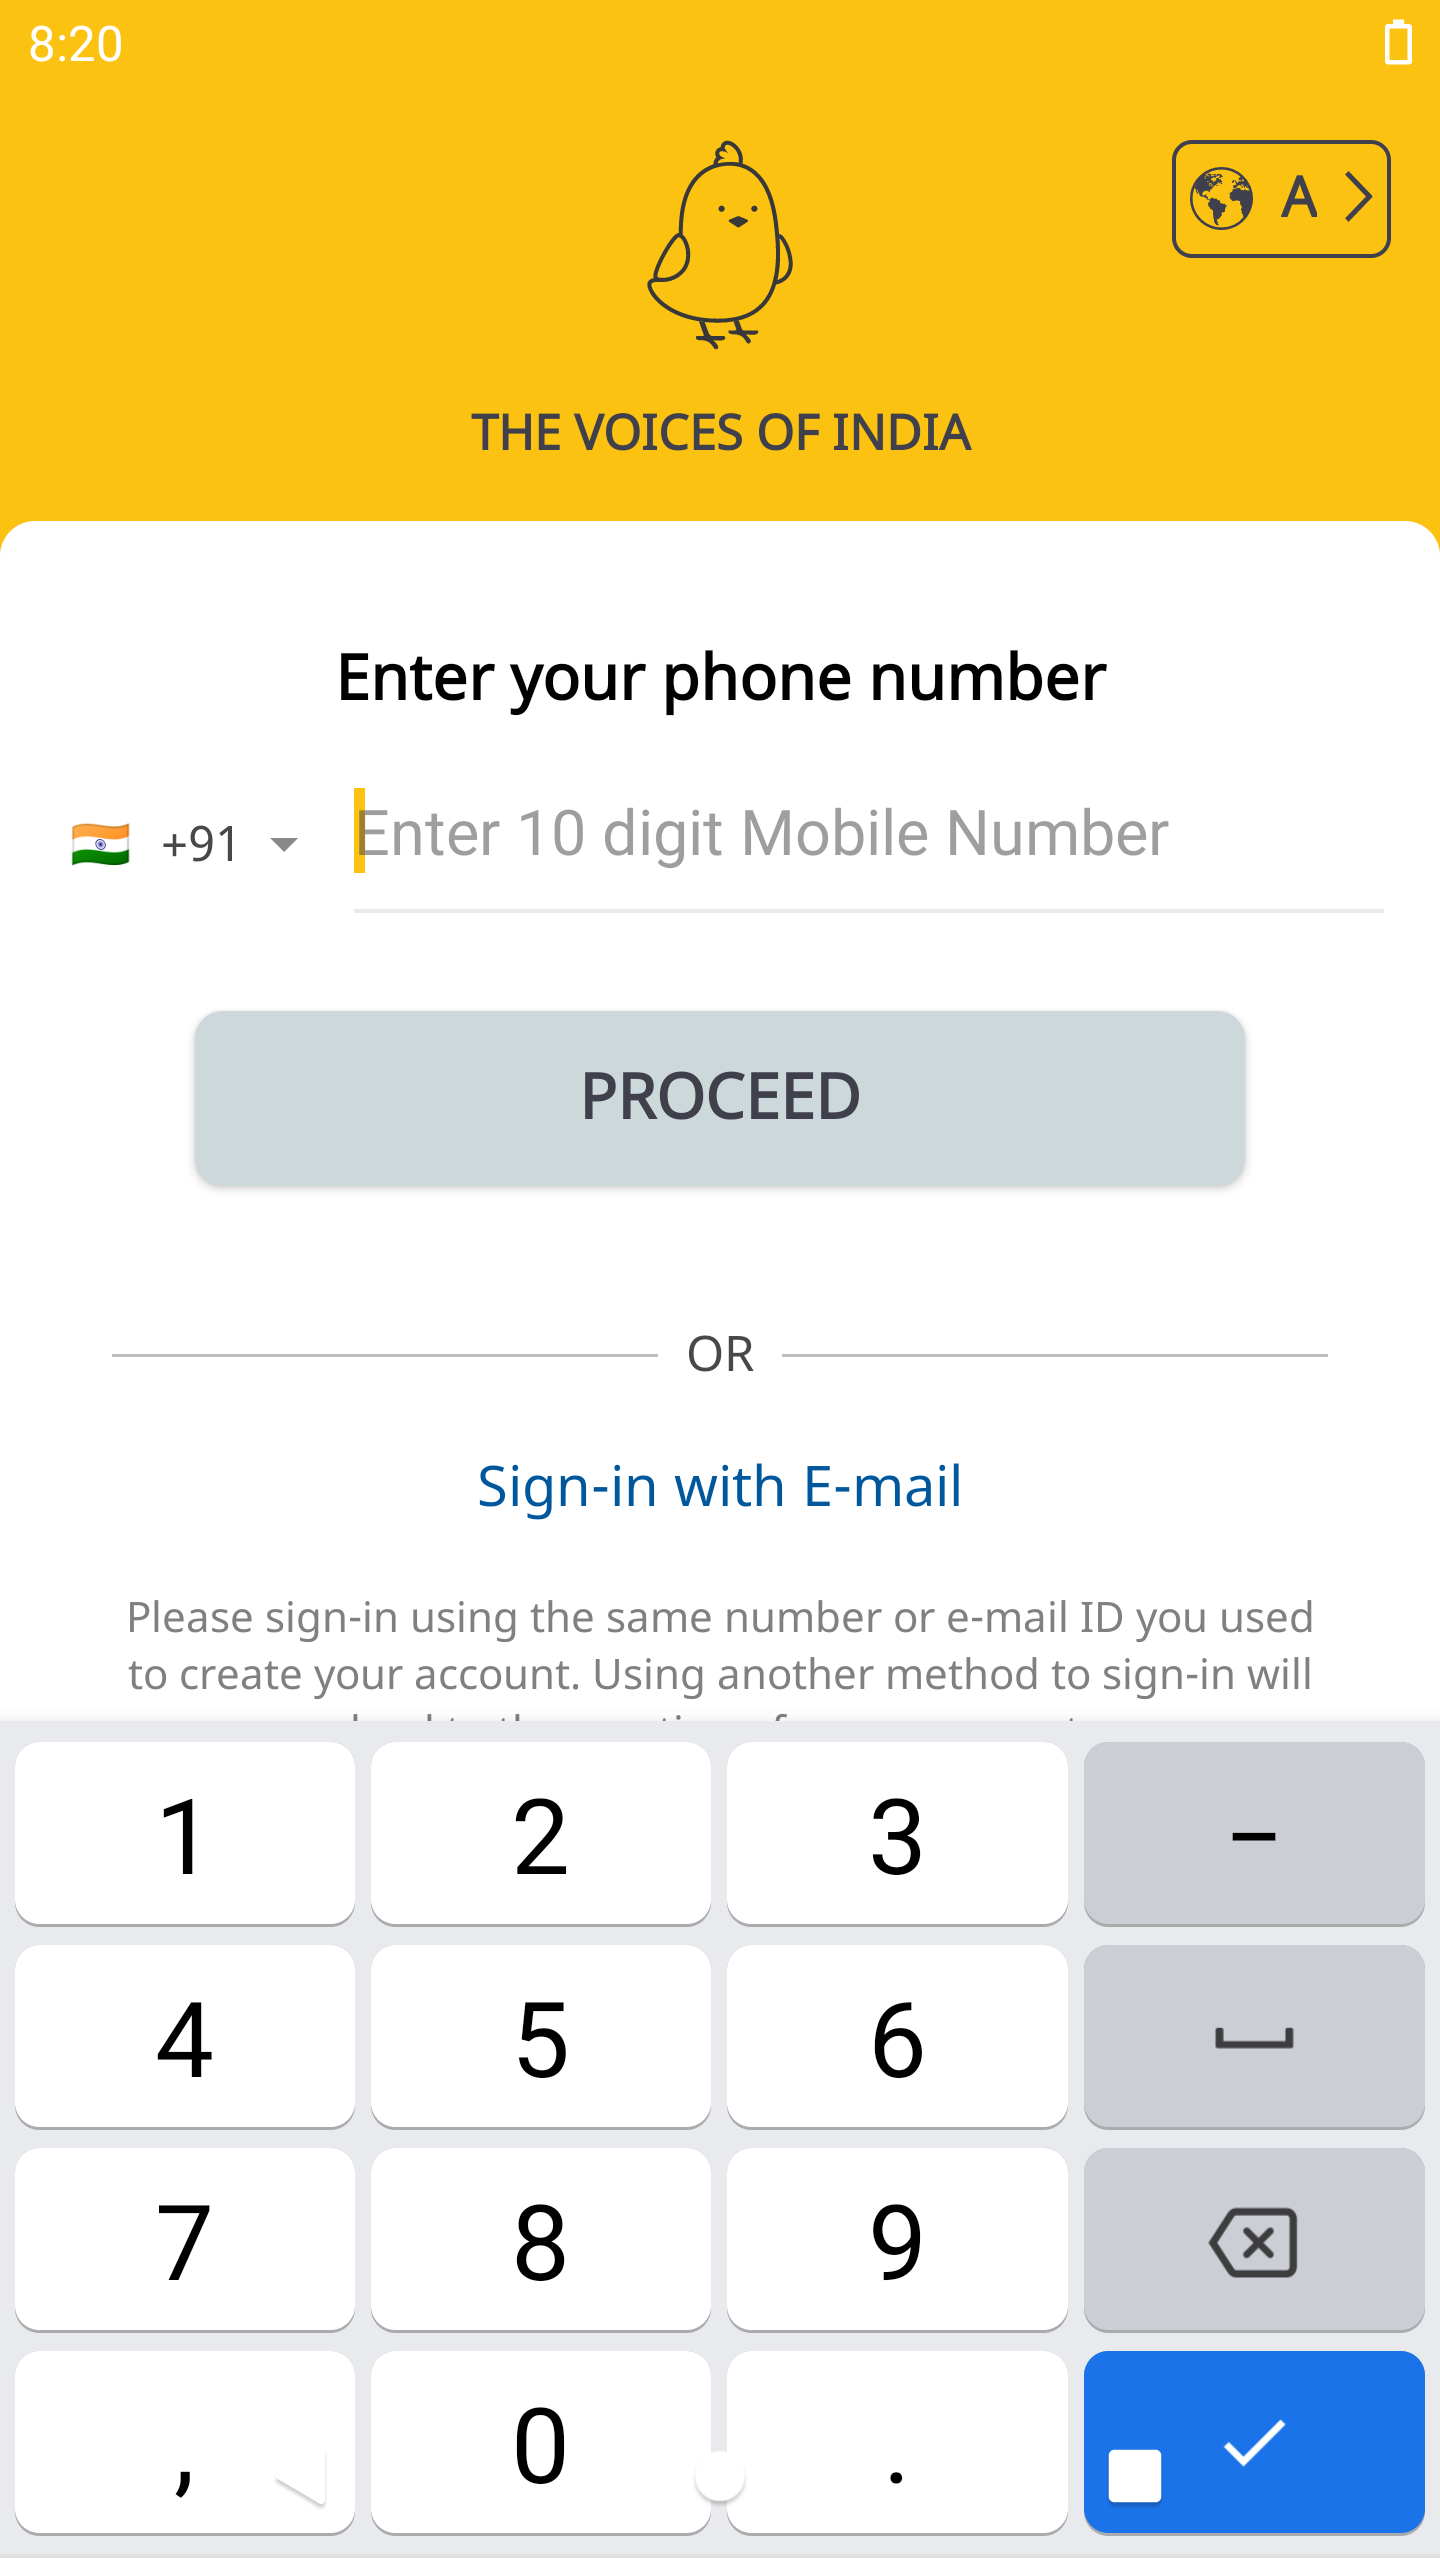 8:20
A
THE VOICES OF INDIA
Enter your phone number
+91
Enter 10 digit Mobile Number
PROCEED
OR
Sign-in with E-mail
Please sign-in using the same number or e-mail ID you used
to create your account. Using another method to sign-in will
1 2 3 –
4 5 6
7 8 9
, 0 .